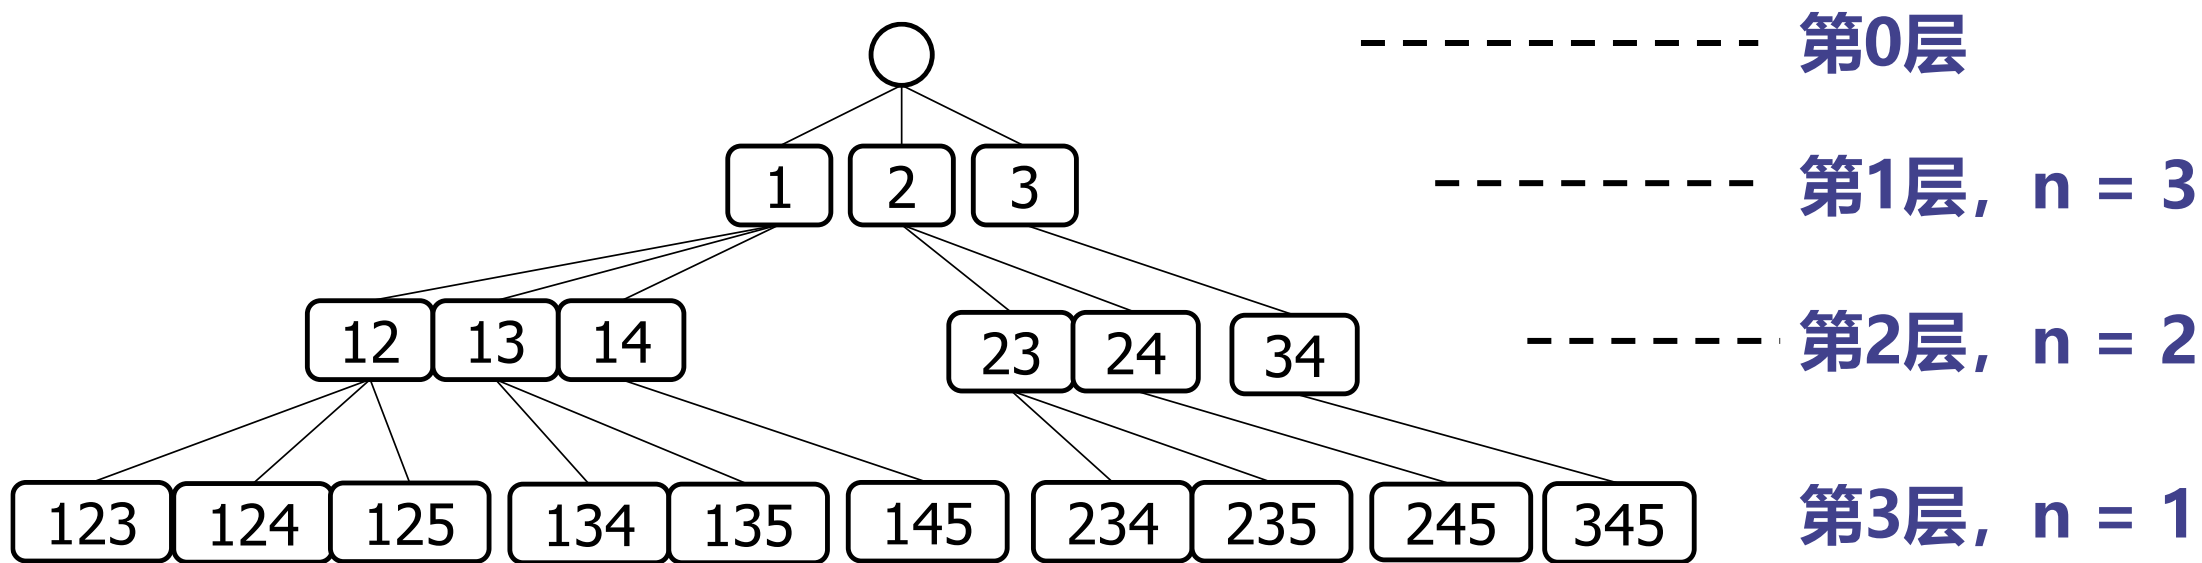 第0层
1 2 3 第1层，n = 3
12 13 14 23 24 34 第2层，n = 2
123 124 125 134 135 145 234 235 245 345 第3层，n = 1